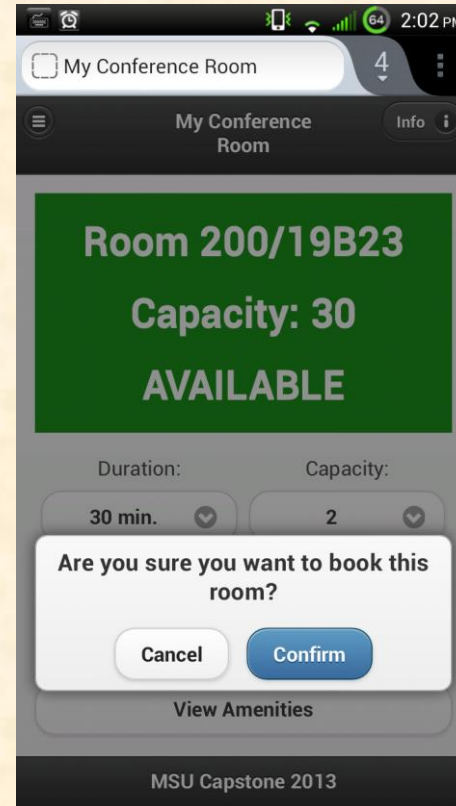 64 2:02 PM
My Conference Room
4
My Conference
Room
Info i
Room 200/19B23
Capacity: 30
AVAILABLE
Duration: Capacity:
30 min. 2
Are you sure you want to book this
room?
Cancel Confirm
View Amenities
MSU Capstone 2013